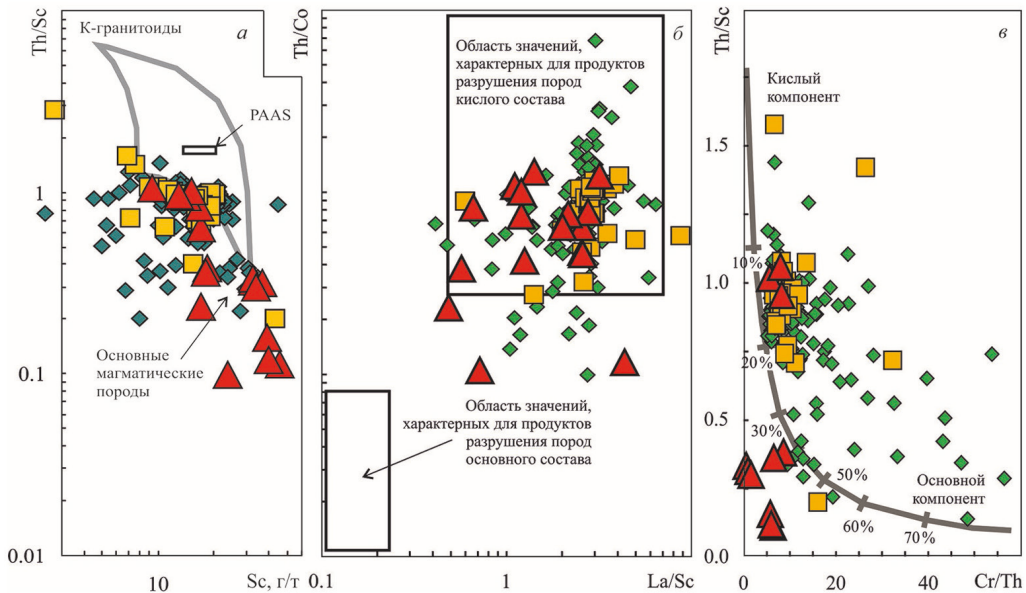 К-гранитоиды
а
Th/Sc
PAAS
1
0.1
0.01
Основные
магматические
породы
10
Sc, г/т
Th/Co
б
Область значений,
характерных для продуктов
разрушения пород
кислого состава
Область значений,
характерных для продуктов
разрушения пород
основного состава
0.1
1
La/Sc
Th/Sc
в
Кислый
компонент
1.5
1.0
0.5
0.0
10%
20%
30%
50%
60%
70%
Основной
компонент
0
20
40
Cr/Th